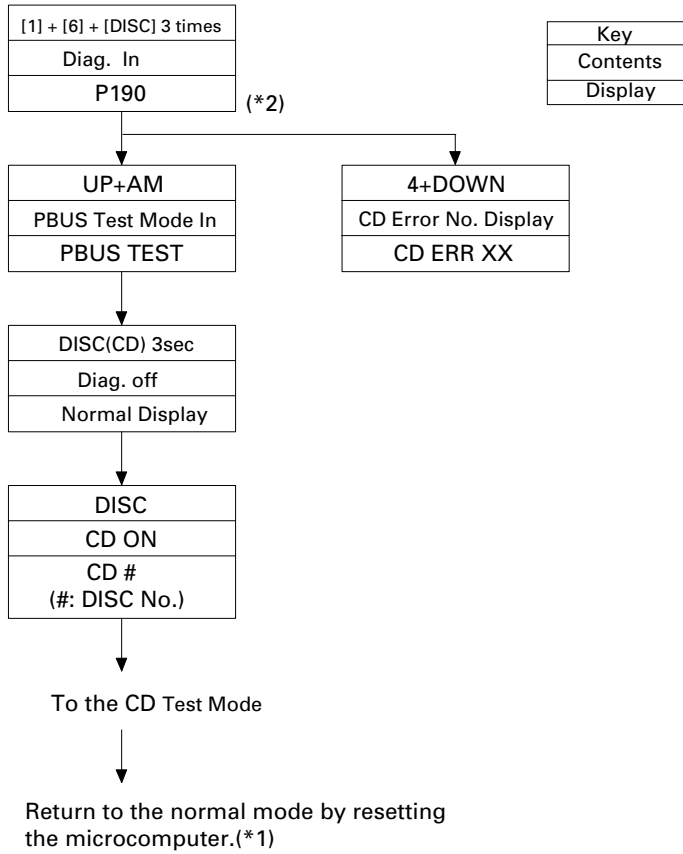 [1] + [6] + [DISC] 3 times
Diag. In
P190
(*2)
Key
Contents
Display
UP+AM
PBUS Test Mode In
PBUS TEST
4+DOWN
CD Error No. Display
CD ERR XX
DISC(CD) 3sec
Diag. off
Normal Display
DISC
CD ON
CD #
(#: DISC No.)
To the CD Test Mode
Return to the normal mode by resetting
the microcomputer.(*1)